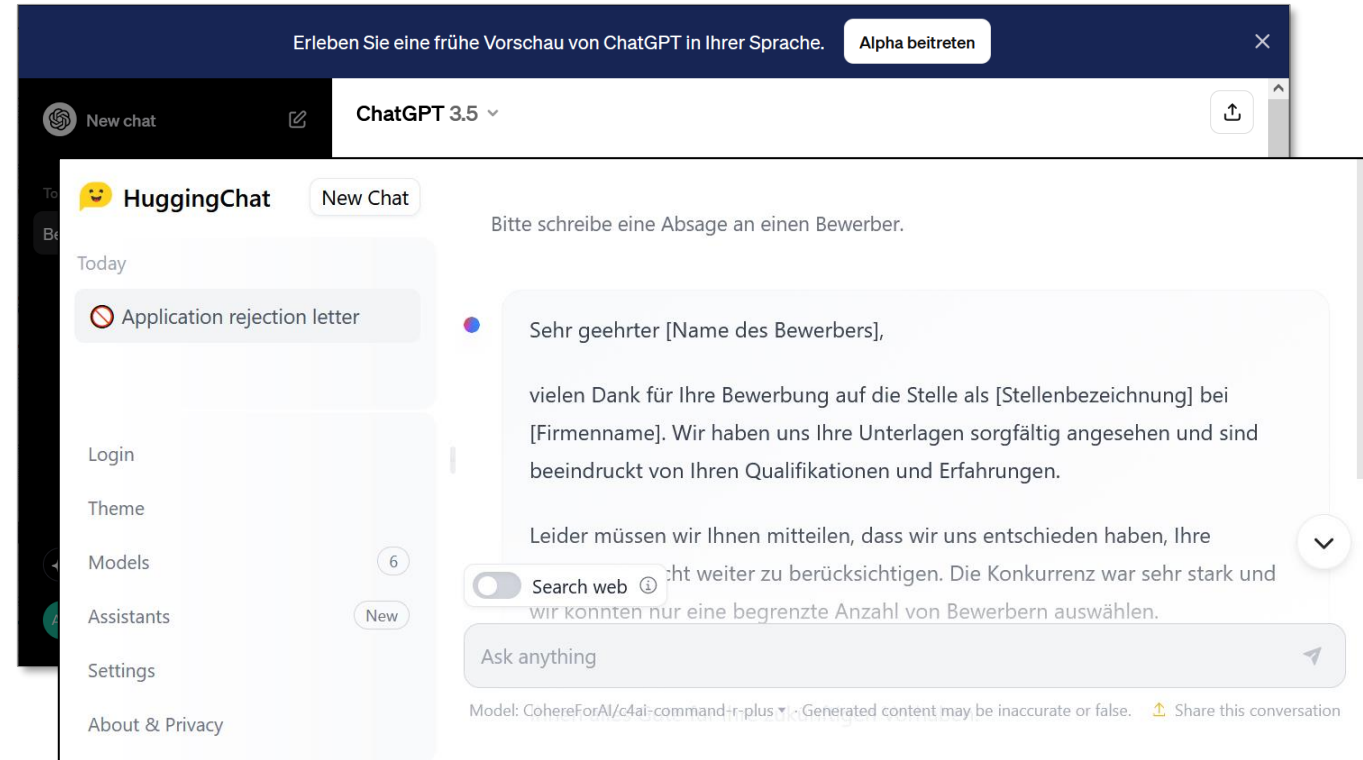 Erleben Sie eine frühe Vorschau von ChatGPT in Ihrer Sprache. Alpha beitreten
New chat
ChatGPT 3.5
To
Be
HuggingChat New Chat
Today
Application rejection letter
Login
Theme
Models 6
Assistants New
Settings
About & Privacy
Bitte schreibe eine Absage an einen Bewerber.
Sehr geehrter [Name des Bewerbers],
vielen Dank für Ihre Bewerbung auf die Stelle als [Stellenbezeichnung] bei
[Firmenname]. Wir haben uns Ihre Unterlagen sorgfältig angesehen und sind
beeindruckt von Ihren Qualifikationen und Erfahrungen.
Leider müssen wir Ihnen mitteilen, dass wir uns entschieden haben, Ihre
cht weiter zu berücksichtigen. Die Konkurrenz war sehr stark und
Search web
wir konnten nur eine begrenzte Anzahl von Bewerbern auswählen.
Ask anything
Model: CohereForAI/c4ai-command-r-plus · Generated content may be inaccurate or false. Share this conversation